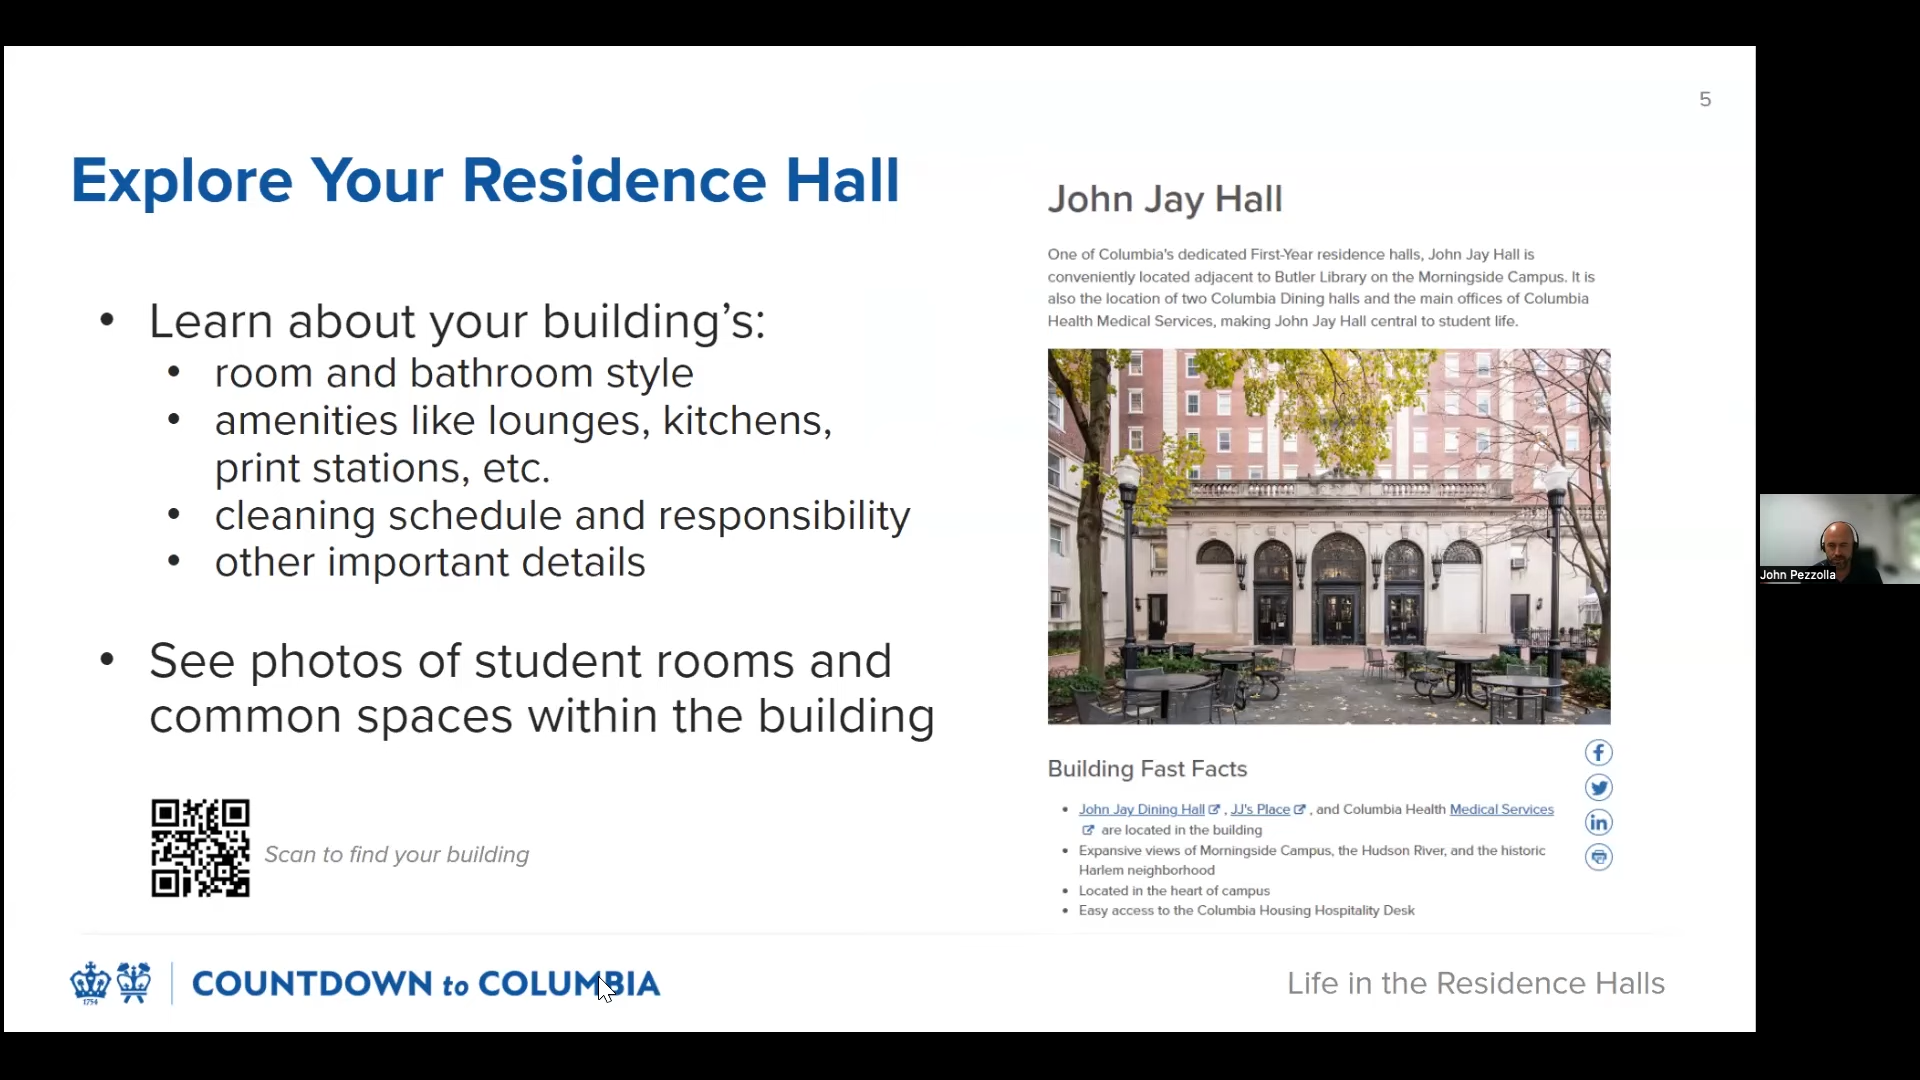 5
Explore Your Residence Hall
• Learn about your building’s:
• room and bathroom style
• amenities like lounges, kitchens,
print stations, etc.
• cleaning schedule and responsibility
• other important details
• See photos of student rooms and
common spaces within the building
Scan to find your building
John Jay Hall
One of Columbia's dedicated First-Year residence halls, John Jay Hall is
conveniently located adjacent to Butler Library on the Morningside Campus. It is
also the location of two Columbia Dining halls and the main offices of Columbia
Health Medical Services, making John Jay Hall central to student life.
Building Fast Facts
• John Jay Dining Hall , JJ's Place , and Columbia Health Medical Services
are located in the building
• Expansive views of Morningside Campus, the Hudson River, and the historic
Harlem neighborhood
• Located in the heart of campus
• Easy access to the Columbia Housing Hospitality Desk
1754
COUNTDOWN to COLUMBIA
Life in the Residence Halls
John Pezzolla